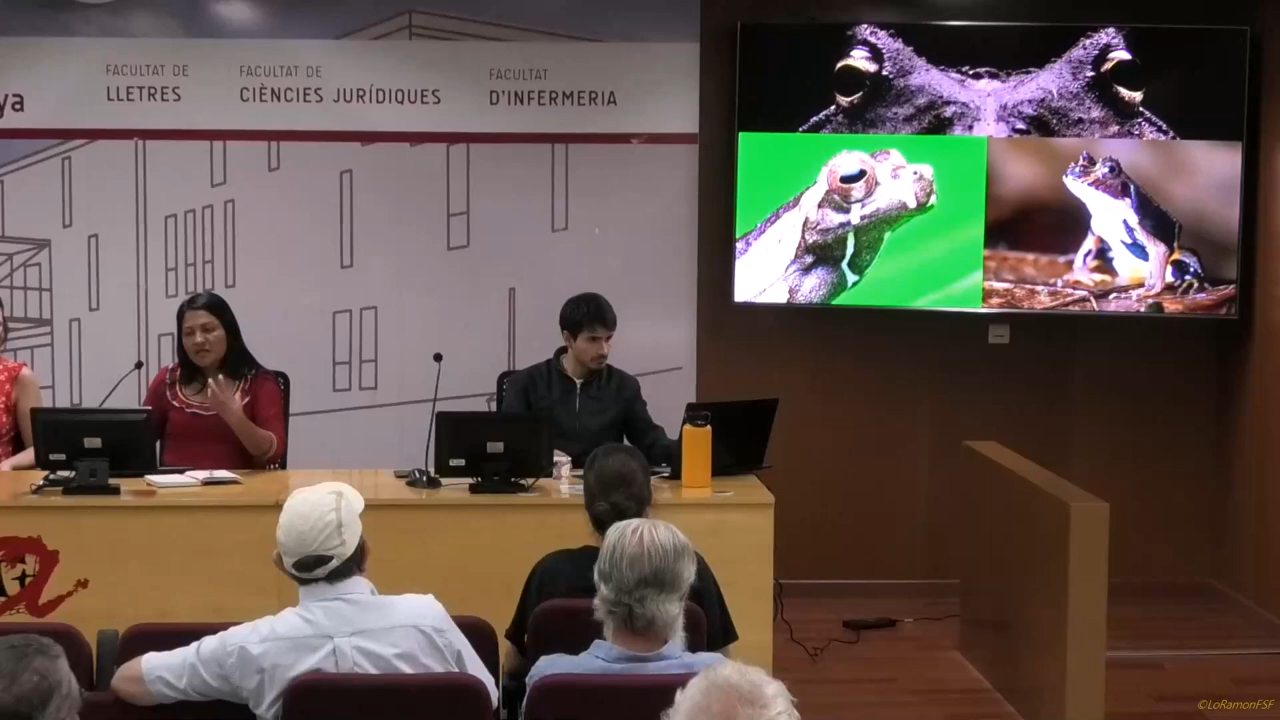 ya
FACULTAT DE
LLETRES
FACULTAT DE
CIÈNCIES JURÍDIQUES
FACULTAT
D'INFERMERIA
©LoRamonFSF